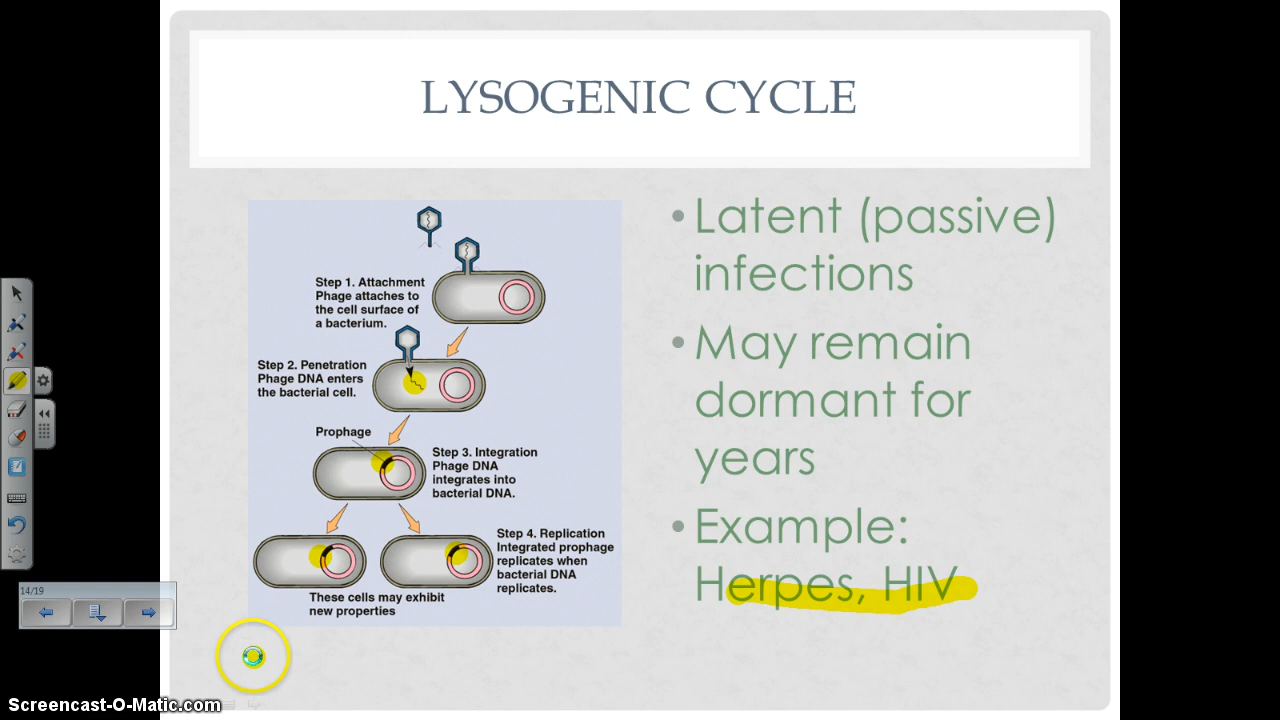 LYSOGENIC CYCLE
Step 1. Attachment
Phage attaches to
the cell surface of
a bacterium.
Step 2. Penetration
Phage DNA enters
the bacterial cell.
Prophage
Step 3. Integration
Phage DNA
integrates into
bacterial DNA.
Step 4. Replication
Integrated prophage
replicates when
bacterial DNA
replicates.
These cells may exhibit
new properties
• Latent (passive)
infections
• May remain
dormant for
years
• Example:
Herpes, HIV
14/19
Screencast-O-Matic.com